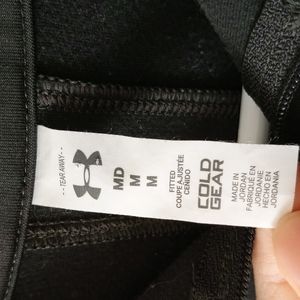 - - TEAR AWAY - -
MD
M
M
FITTED
COUPE AJUSTÉE
CEÑIDO
COLD
GEAR
MADE IN
JORDAN
FABRIQUÉ EN
JORDANIE
HECHO EN
JORDANIA